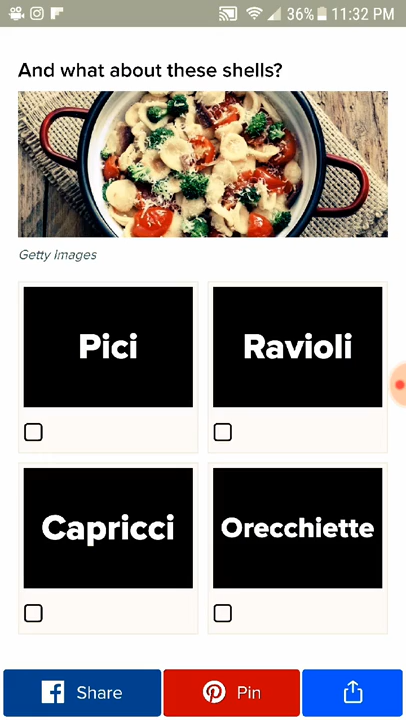 36% 11:32 PM
And what about these shells?
Getty Images
Pici
Ravioli
Capricci
Orecchiette
Share
Pin